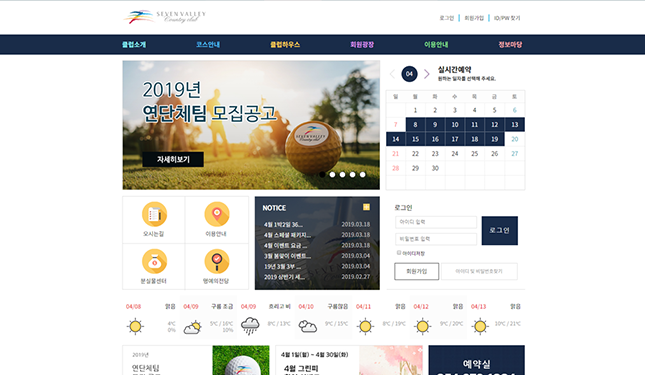 SEVEN VALLEY
Country club
로그인 회원가입 ID/PW 찾기
클럽소개 코스안내 클럽하우스 회원광장 이용안내 정보마당
2019년
연단체팀 모집공고
자세히보기
SEVEN VALLEY
04
실시간예약
원하는 일자를 선택해 주세요.
일 월 화 수 목 금 토
1 2 3 4 5 6
7 8 9 10 11 12 13
14 15 16 17 18 19 20
21 22 23 24 25 26 27
28 29 30
오시는길 이용안내
분실물센터 명예의전당
NOTICE
4월 1박2일 36... 2019.03.18
4월 스페셜 패키지... 2019.03.18
4월 이벤트 요금 ... 2019.03.18
3월 봄맞이 이벤트... 2019.03.04
19년 3월 3부 ... 2019.03.04
2019 상반기 세... 2019.02.27
로그인
아이디 입력
비밀번호 입력
로그인
아이디저장
회원가입
아이디 및 비밀번호찾기
04/08 맑음 04/09 구름 조금 04/09 흐리고 비 04/10 구름많음 04/11 맑음 04/12 맑음 04/13 맑음
4℃ 5℃ / 16℃ 8℃ / 13℃ 9℃ / 15℃ 8℃ / 19℃ 9℃ / 20℃ 10℃ / 21℃
0% 10%
2019년
연단체팀
4월 1일(월) ~ 4월 30일(화)
4월 그린피
예약실